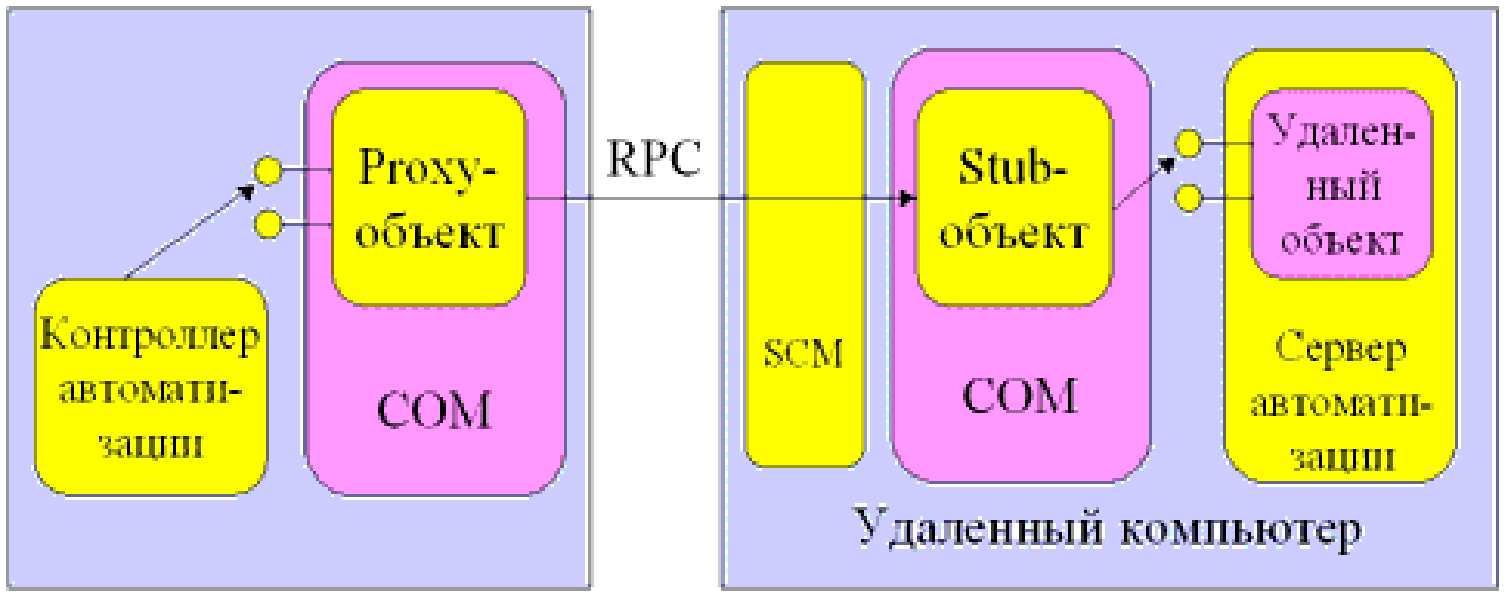 Proxy-
объект
Контроллер
автомати-
зации
COM
RPC
SCM
Stub-
объект
COM
Удален-
ный
объект
Сервер
автомати-
зации
Удаленный компьютер